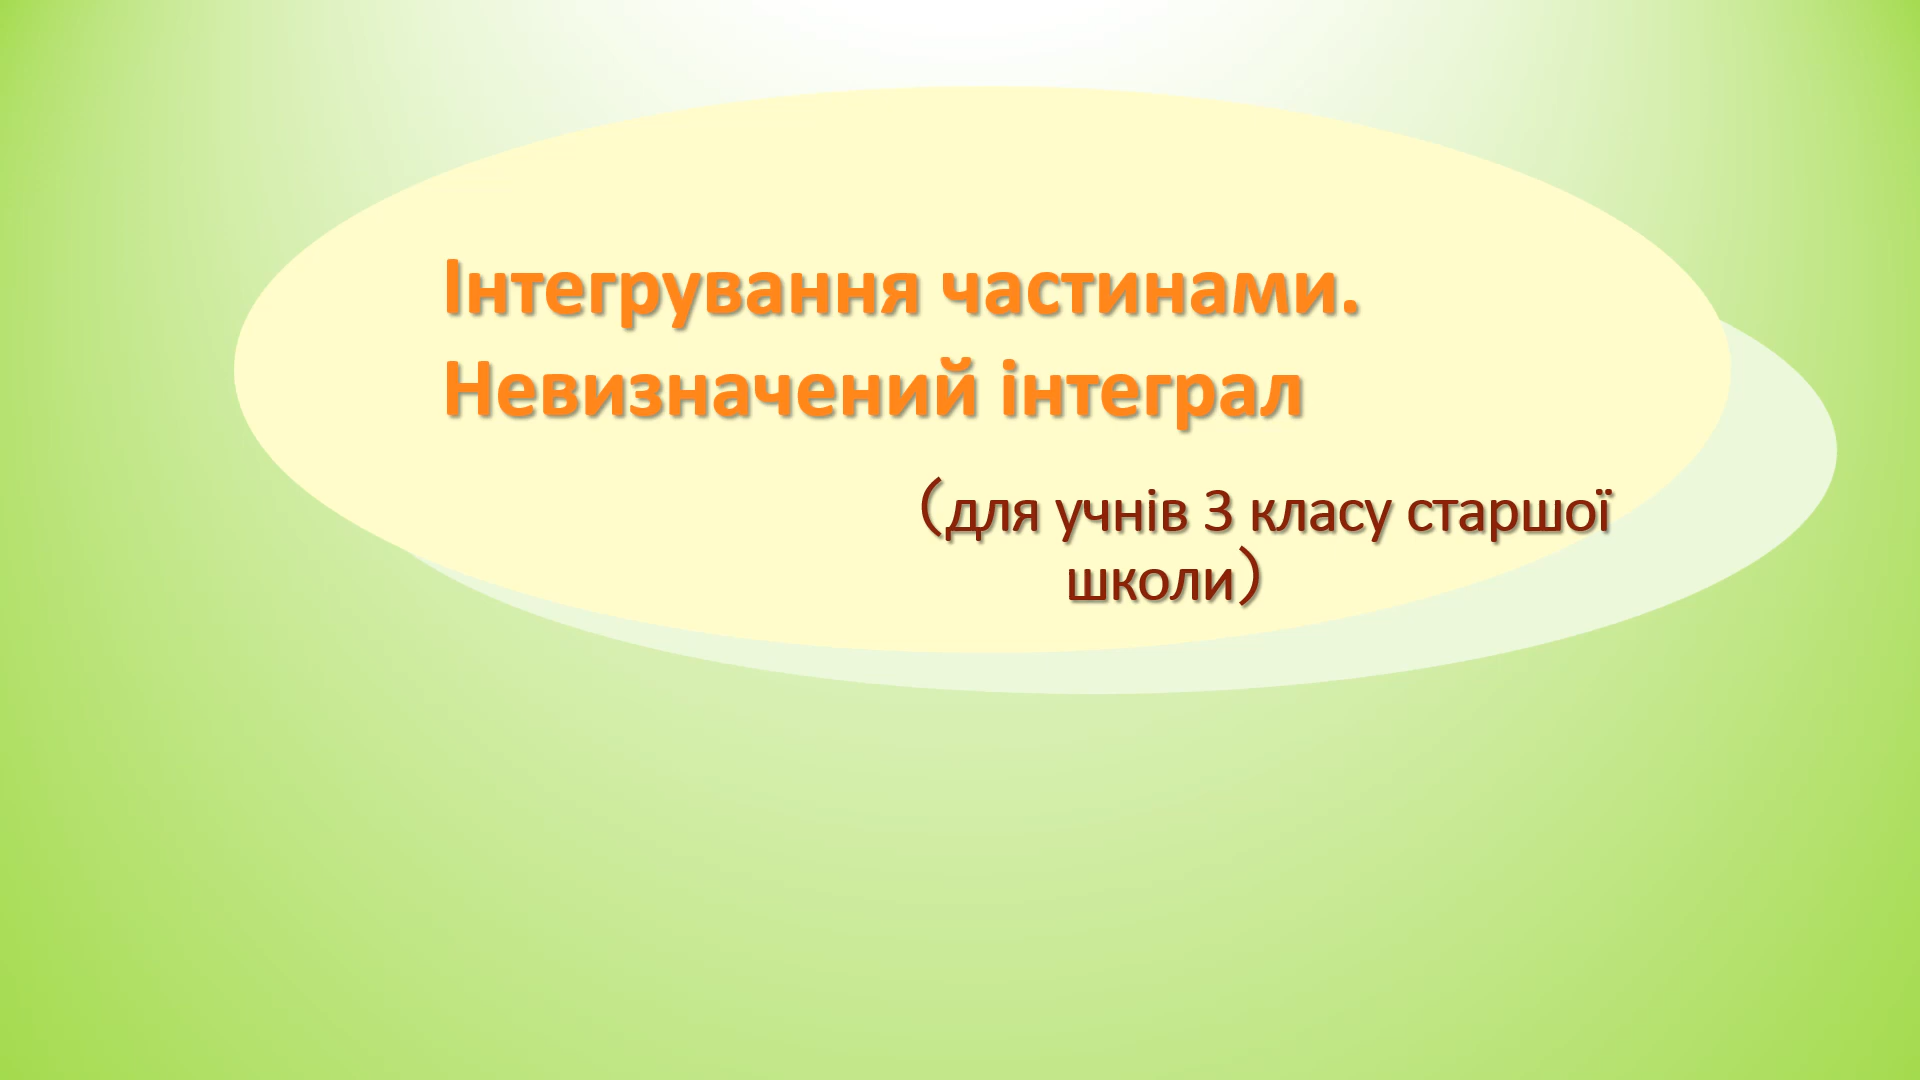 Інтегрування частинами.
Невизначений інтеграл
（для учнів 3 класу старшої
школи）